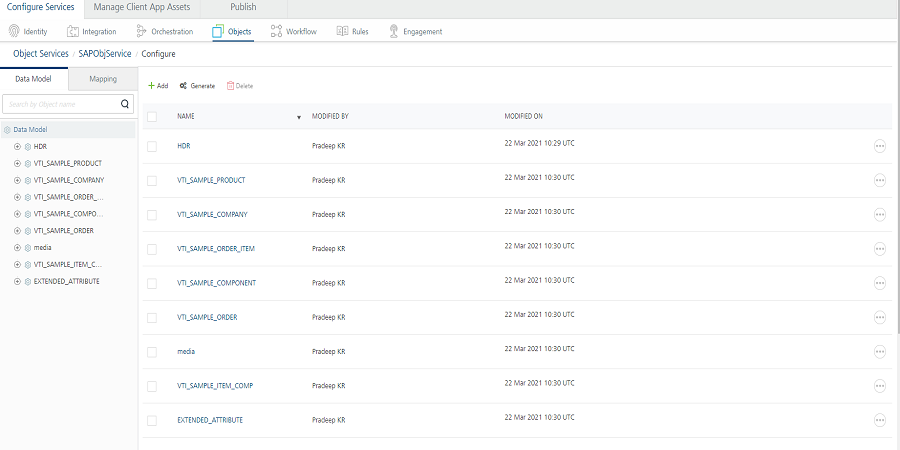 Configure Services Manage Client App Assets Publish
Identity Integration Orchestration Objects Workflow Rules Engagement
Object Services / SAPObjService / Configure
Data Model Mapping
Search by Object name
Data Model
HDR
VTI_SAMPLE_PRODUCT
VTI_SAMPLE_COMPANY
VTI_SAMPLE_ORDER_...
VTI_SAMPLE_COMPO...
VTI_SAMPLE_ORDER
media
VTI_SAMPLE_ITEM_C...
EXTENDED_ATTRIBUTE
+ Add Generate Delete
NAME MODIFIED BY MODIFIED ON
HDR Pradeep KR 22 Mar 2021 10:29 UTC
VTI_SAMPLE_PRODUCT Pradeep KR 22 Mar 2021 10:30 UTC
VTI_SAMPLE_COMPANY Pradeep KR 22 Mar 2021 10:30 UTC
VTI_SAMPLE_ORDER_ITEM Pradeep KR 22 Mar 2021 10:30 UTC
VTI_SAMPLE_COMPONENT Pradeep KR 22 Mar 2021 10:30 UTC
VTI_SAMPLE_ORDER Pradeep KR 22 Mar 2021 10:30 UTC
media Pradeep KR 22 Mar 2021 10:30 UTC
VTI_SAMPLE_ITEM_COMP Pradeep KR 22 Mar 2021 10:30 UTC
EXTENDED_ATTRIBUTE Pradeep KR 22 Mar 2021 10:30 UTC